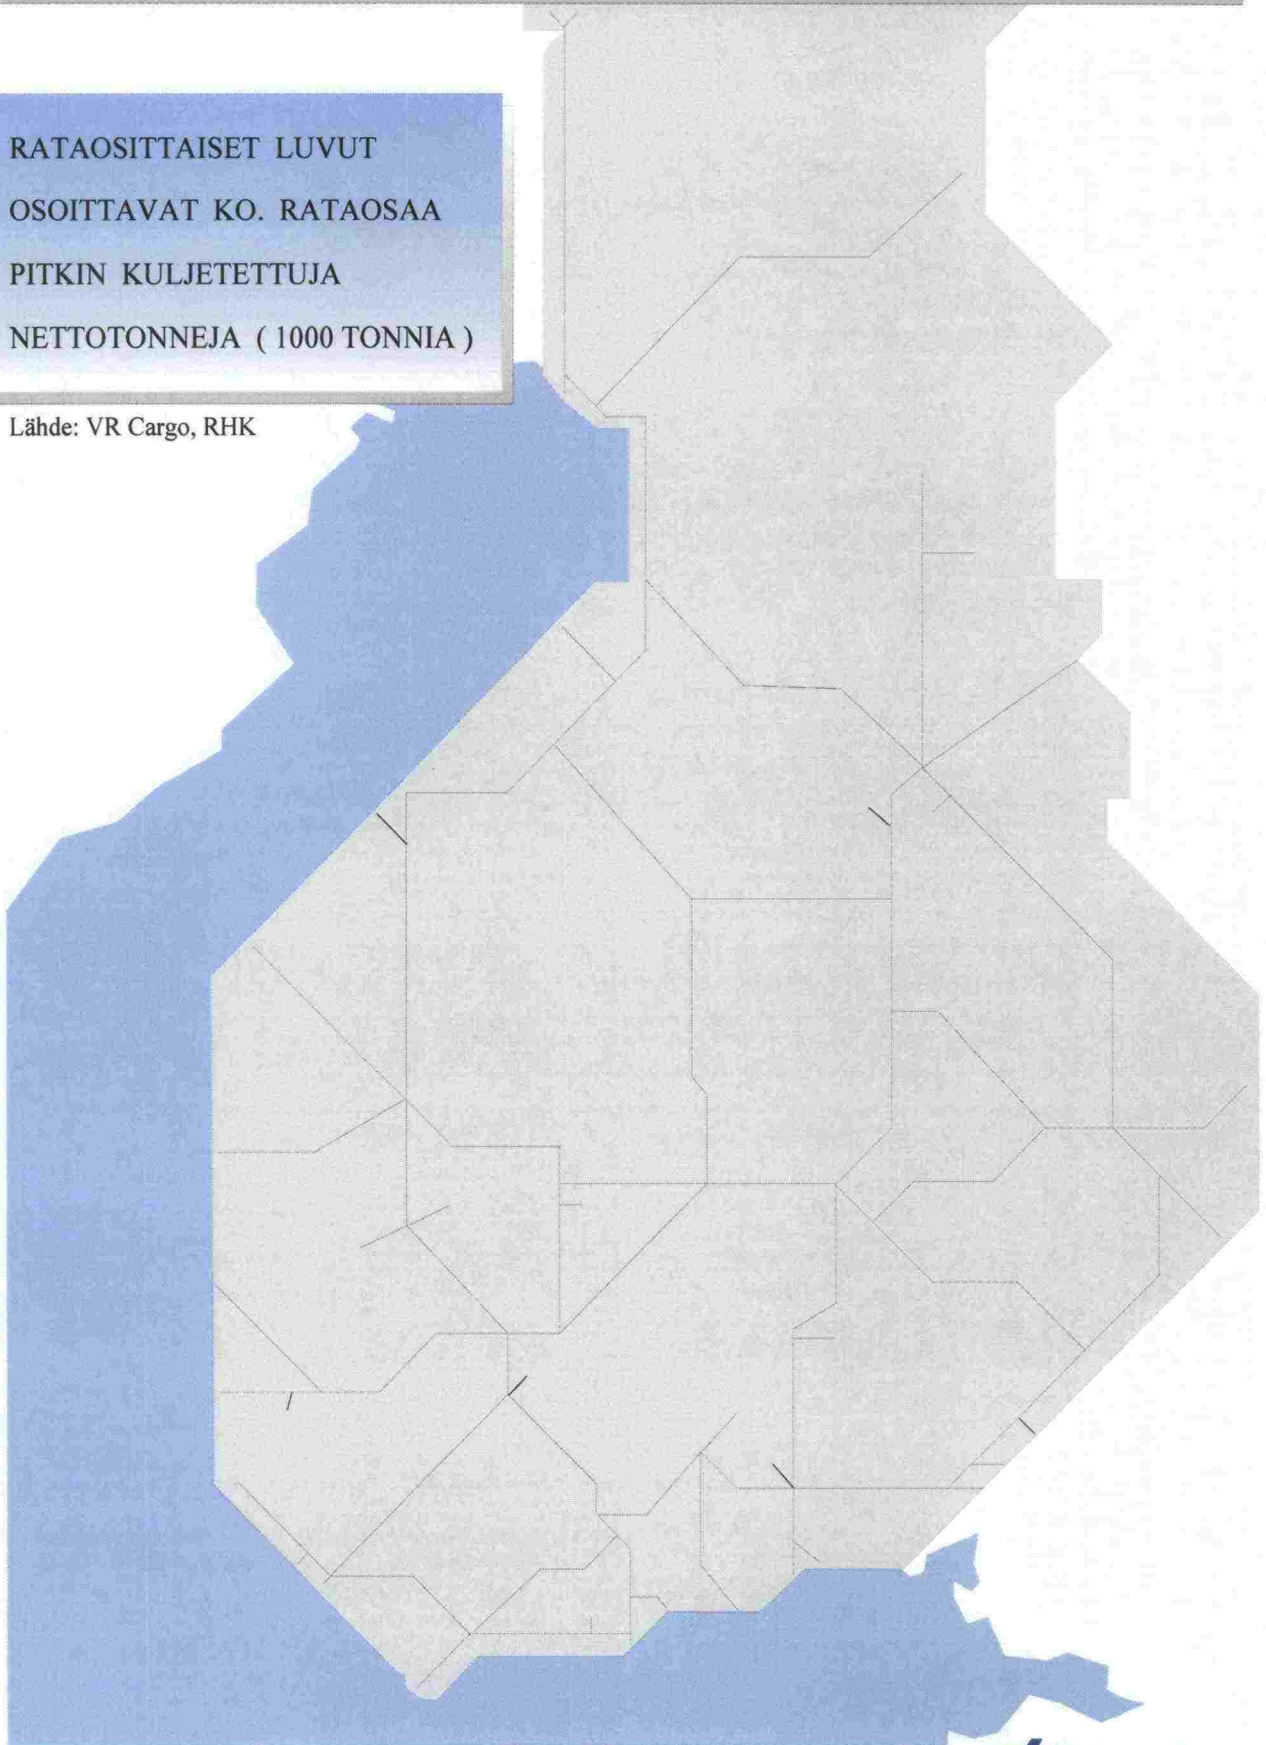 RATAOSITTAISET LUVUT
OSOITTAVAT KO. RATAOSAA
PITKIN KULJETETTUJA
NETTOTONNEJA ( 1000 TONNIA )
Lähde: VR Cargo, RHK